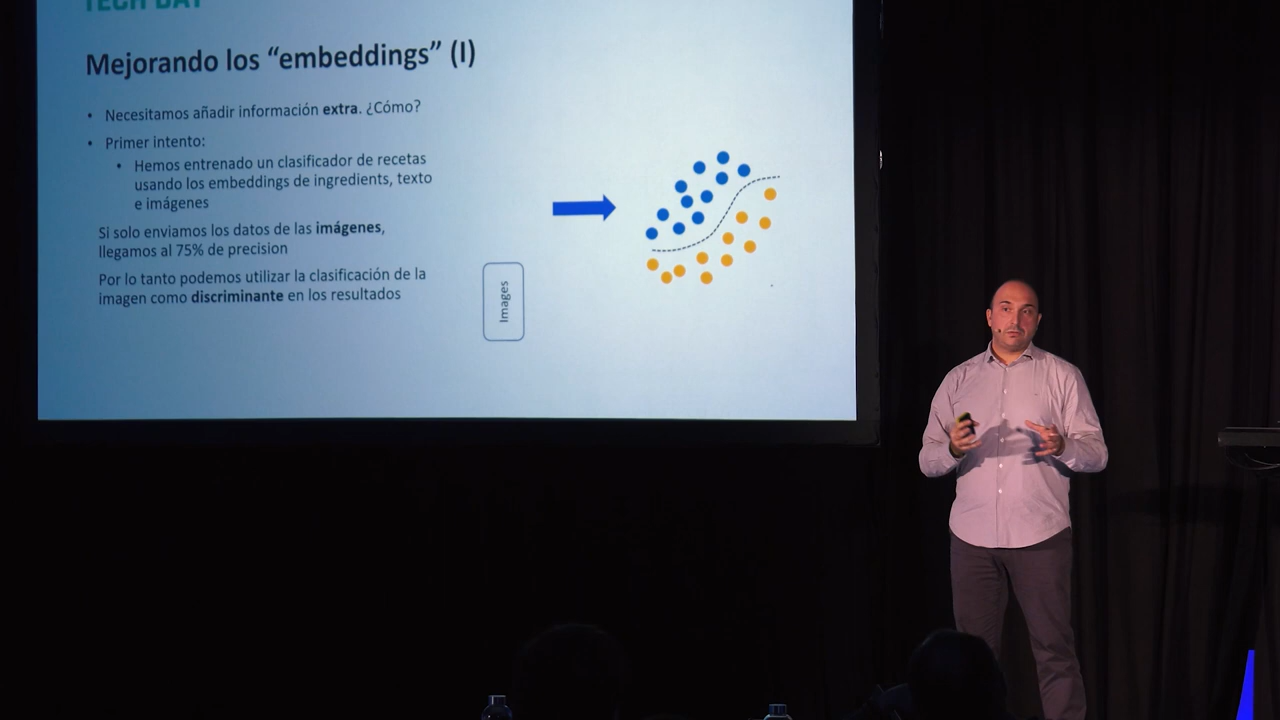 TECH DAY
Mejorando los “embeddings” (I)
• Necesitamos añadir información extra. ¿Cómo?
• Primer intento:
• Hemos entrenado un clasificador de recetas
usando los embeddings de ingredients, texto
e imágenes
Si solo enviamos los datos de las imágenes,
llegamos al 75% de precision
Por lo tanto podemos utilizar la clasificación de la
imagen como discriminante en los resultados
Images